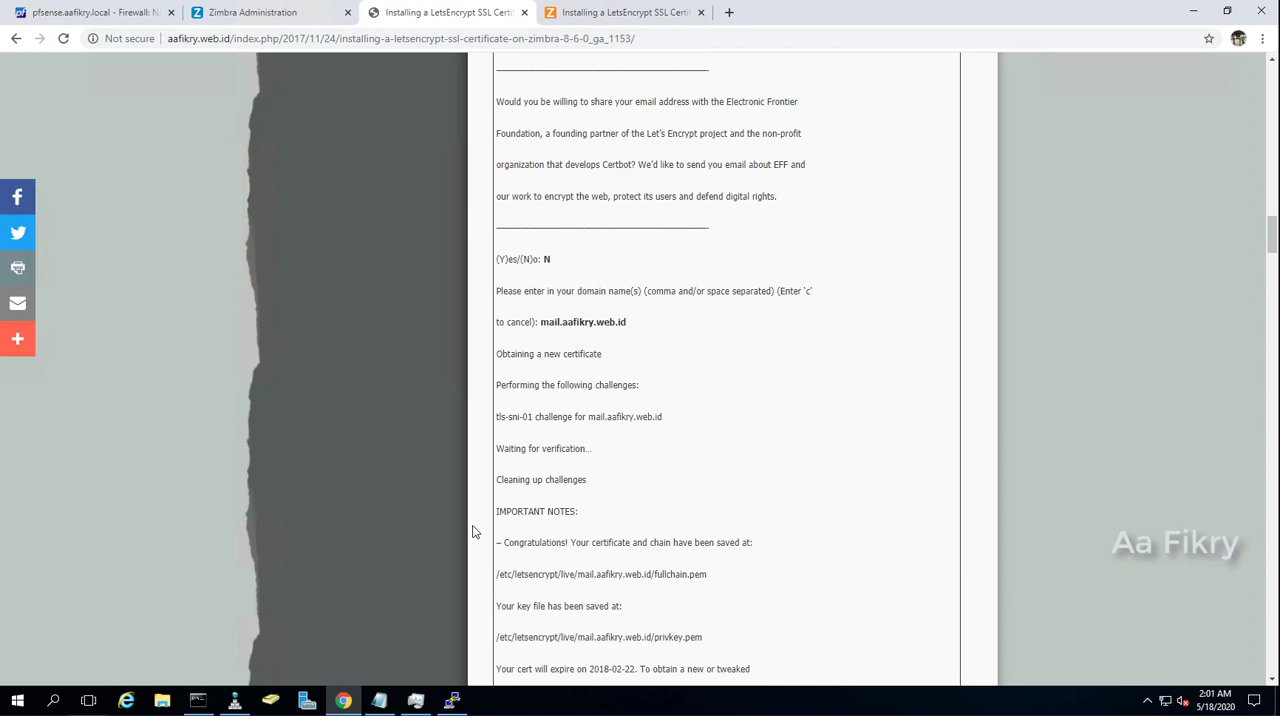 pfsense.aafikry.local - Firewall: NA
Zimbra Administration
Installing a LetsEncrypt SSL Certif
Installing a LetsEncrypt SSL Certif
Not secure
aafikry.web.id/index.php/2017/11/24/installing-a-letsencrypt-ssl-certificate-on-zimbra-8-6-0_ga_1153/
Would you be willing to share your email address with the Electronic Frontier
Foundation, a founding partner of the Let’s Encrypt project and the non-profit
organization that develops Certbot? We’d like to send you email about EFF and
our work to encrypt the web, protect its users and defend digital rights.
(Y)es/(N)o: N
Please enter in your domain name(s) (comma and/or space separated) (Enter ‘c’
to cancel): mail.aafikry.web.id
Obtaining a new certificate
Performing the following challenges:
tls-sni-01 challenge for mail.aafikry.web.id
Waiting for verification…
Cleaning up challenges
IMPORTANT NOTES:
– Congratulations! Your certificate and chain have been saved at:
/etc/letsencrypt/live/mail.aafikry.web.id/fullchain.pem
Your key file has been saved at:
/etc/letsencrypt/live/mail.aafikry.web.id/privkey.pem
Your cert will expire on 2018-02-22. To obtain a new or tweaked
Aa Fikry
2:01 AM
5/18/2020